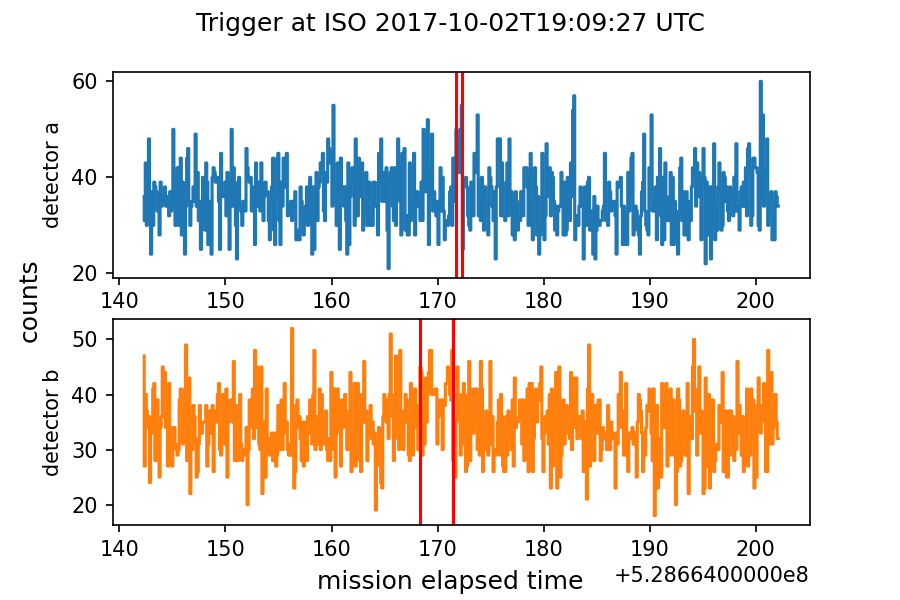 Trigger at ISO 2017-10-02T19:09:27 UTC
60
40
20
detector a
140 150 160 170 180 190 200
counts
50
40
30
20
detector b
140 150 160 170 180 190 200
mission elapsed time
+5.2866400000e8